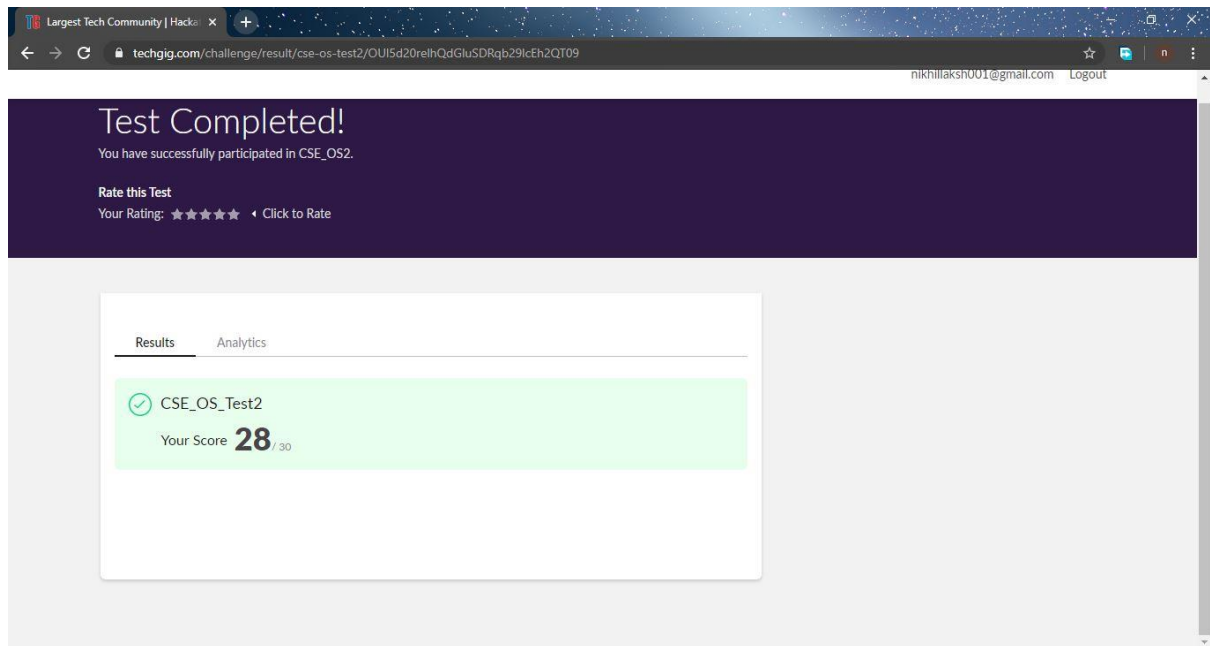 Largest Tech Community | Hacka
techgig.com/challenge/result/cse-os-test2/OUI5d20relhQdGluSDRqb29IcEh2QT09
n
nikhillaksh001@gmail.com Logout
Test Completed!
You have successfully participated in CSE_OS2.
Rate this Test
Your Rating: Click to Rate
Results Analytics
CSE_OS_Test2
Your Score 28 / 30